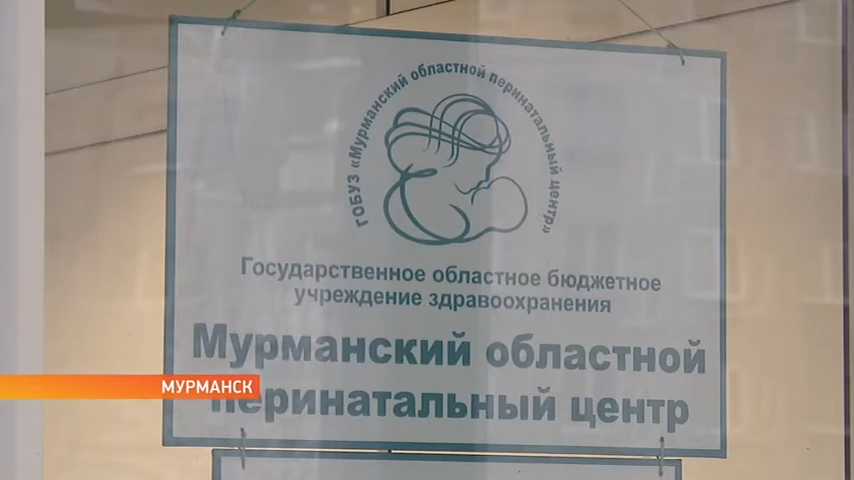 ГОБУЗ «Мурманский областной перинатальный центр»
Государственное областное бюджетное
учреждение здравоохранения
Мурманский областной
перинатальный центр
МУРМАНСК